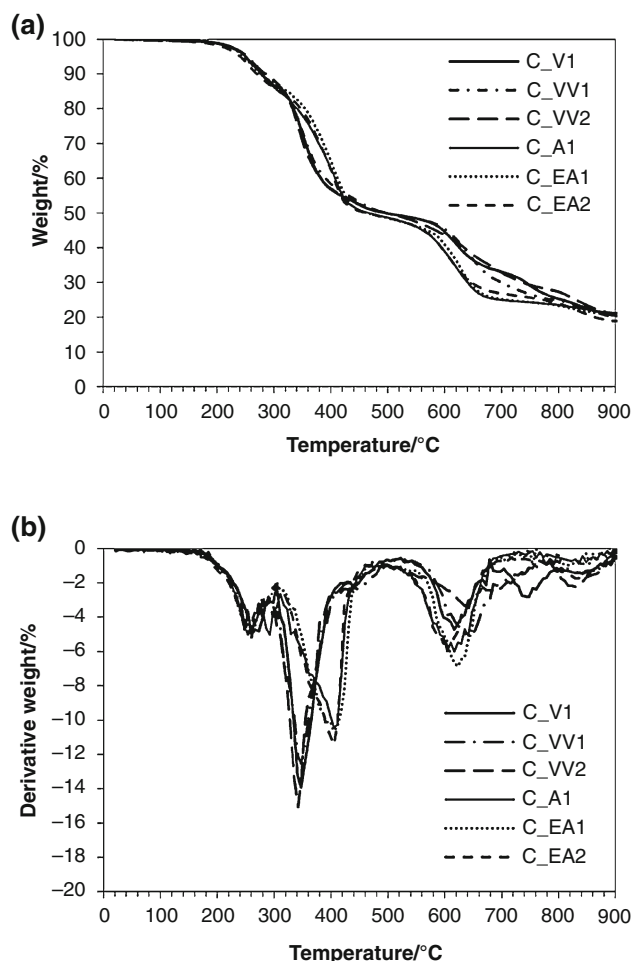 (a)
100
90
80
70
60
50
40
30
20
10
0
Weight/%
C_V1
C_VV1
C_VV2
C_A1
C_EA1
C_EA2
0 100 200 300 400 500 600 700 800 900
Temperature/°C
(b)
0
−2
−4
−6
−8
−10
−12
−14
−16
−18
−20
Derivative weight/%
C_V1
C_VV1
C_VV2
C_A1
C_EA1
C_EA2
0 100 200 300 400 500 600 700 800 900
Temperature/°C